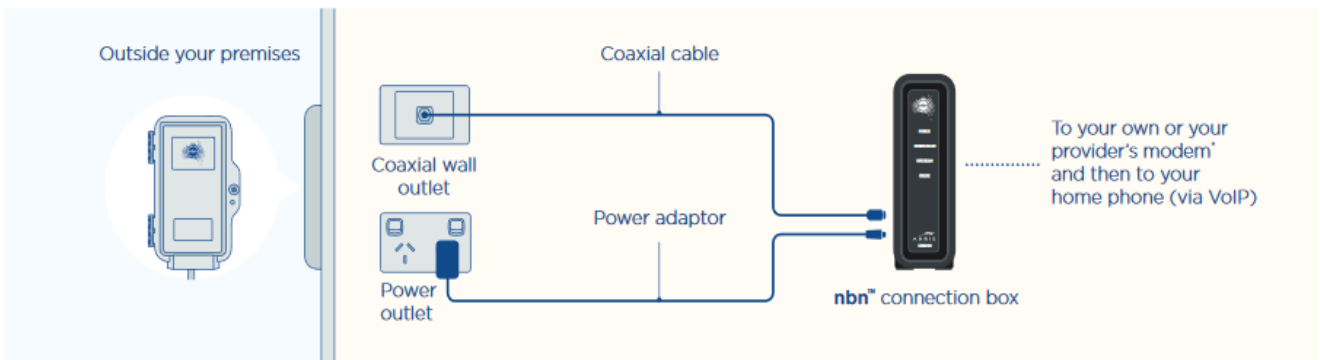 Outside your premises
Coaxial cable
Coaxial wall
outlet
To your own or your
provider's modem*
and then to your
home phone (via VoIP)
Power adaptor
ARRIS
Power
outlet
nbn™ connection box